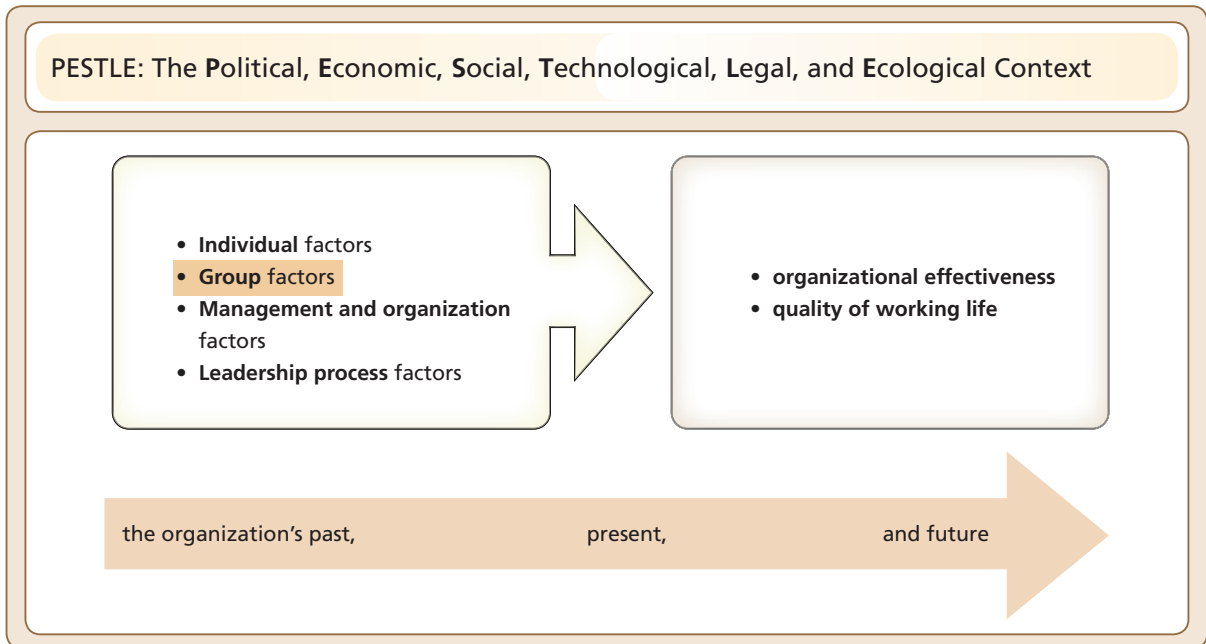 PESTLE: The Political, Economic, Social, Technological, Legal, and Ecological Context
• Individual factors
• Group factors
• Management and organization
factors
• Leadership process factors
• organizational effectiveness
• quality of working life
the organization’s past, present, and future